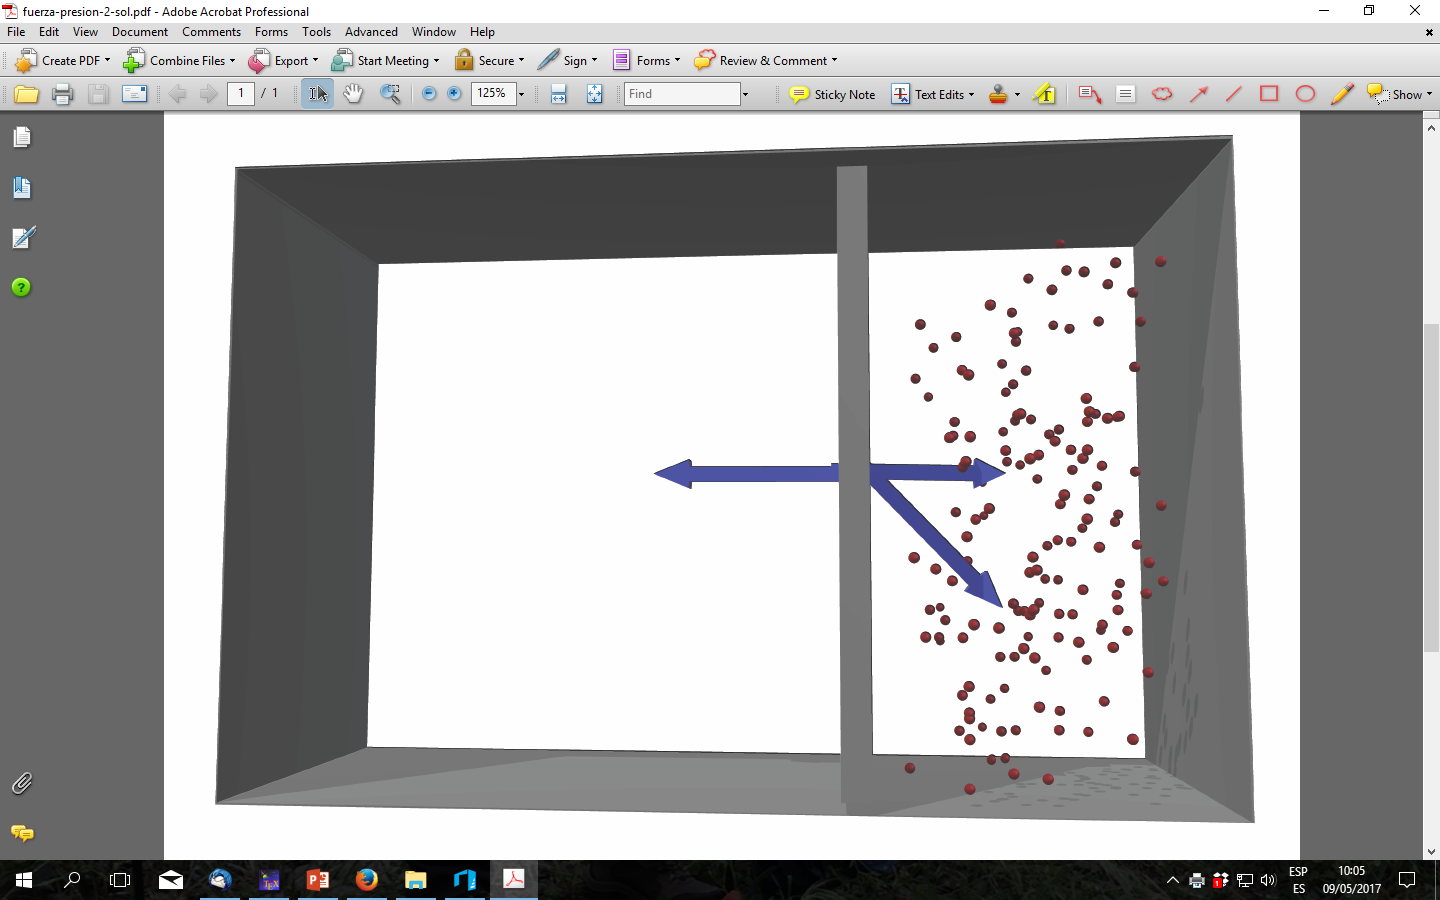 fuerza-presion-2-sol.pdf - Adobe Acrobat Professional
File Edit View Document Comments Forms Tools Advanced Window Help
Create PDF Combine Files Export Start Meeting Secure Sign Forms Review & Comment
1 / 1 125% Find Sticky Note Text Edits Show
ESP 10:05
ES 09/05/2017